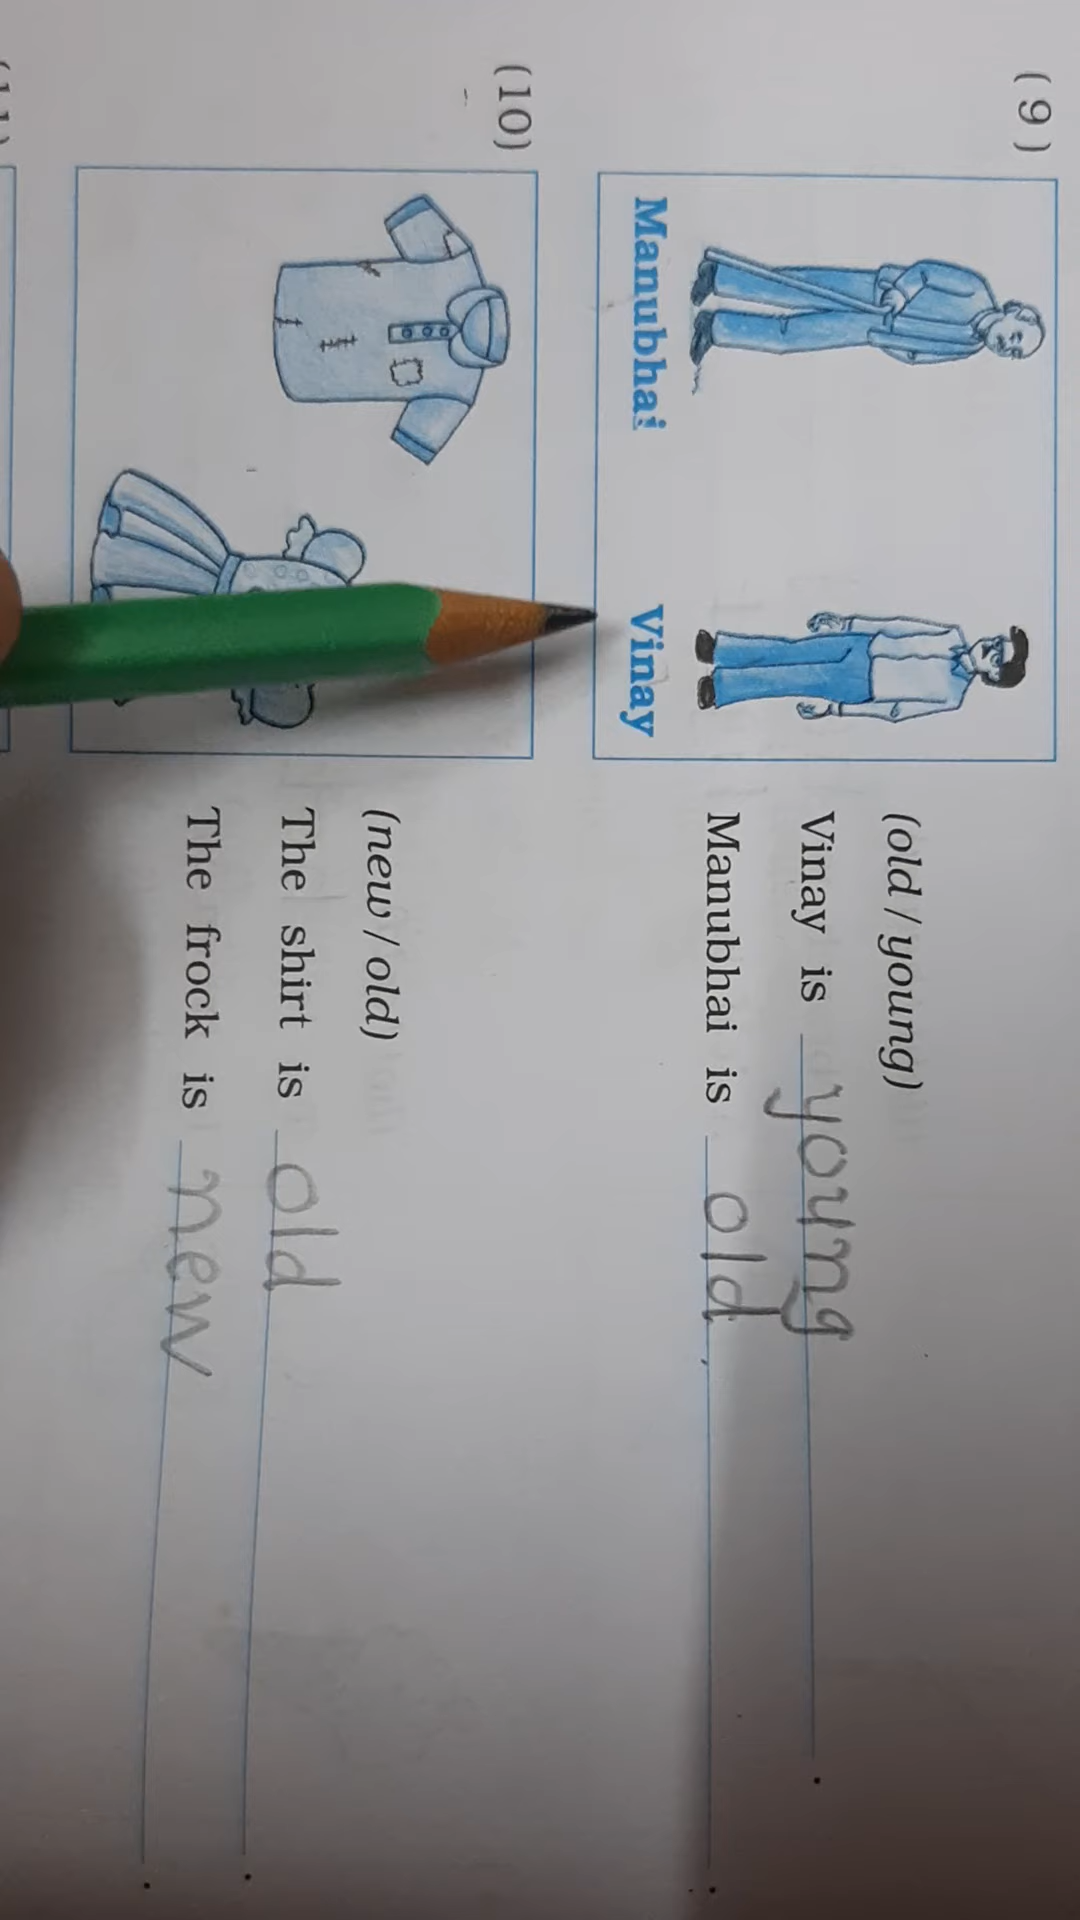 (9)
Manubhai Vinay
(old / young)
Vinay is young.
Manubhai is old.
(10)
(new / old)
The shirt is old.
The frock is new.